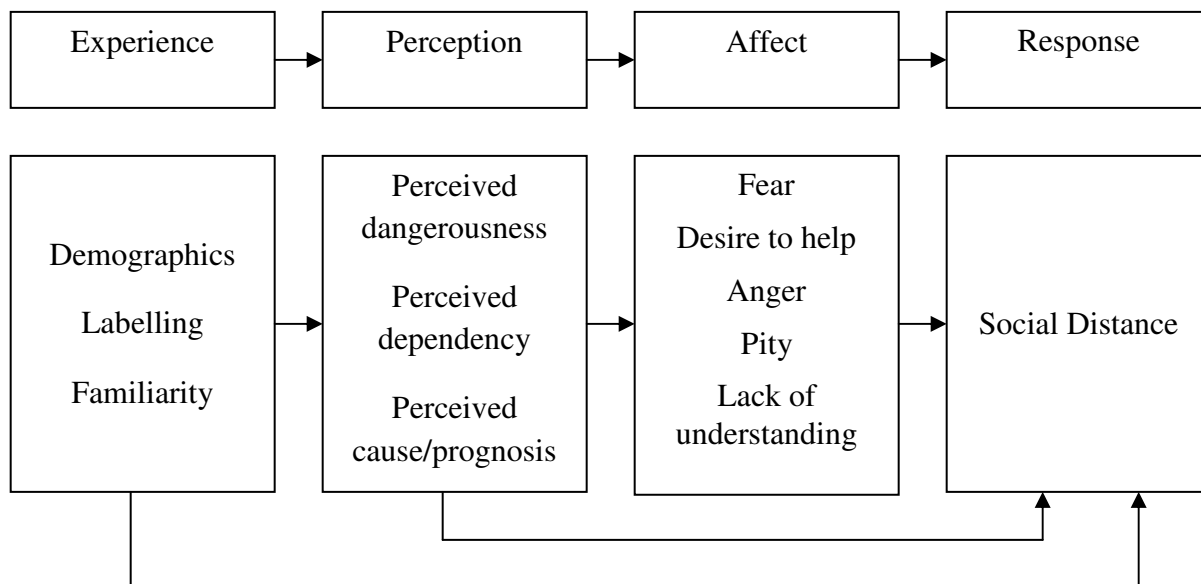 Experience
Perception
Affect
Response
Demographics
Labelling
Familiarity
Perceived
dangerousness
Perceived
dependency
Perceived
cause/prognosis
Fear
Desire to help
Anger
Pity
Lack of
understanding
Social Distance